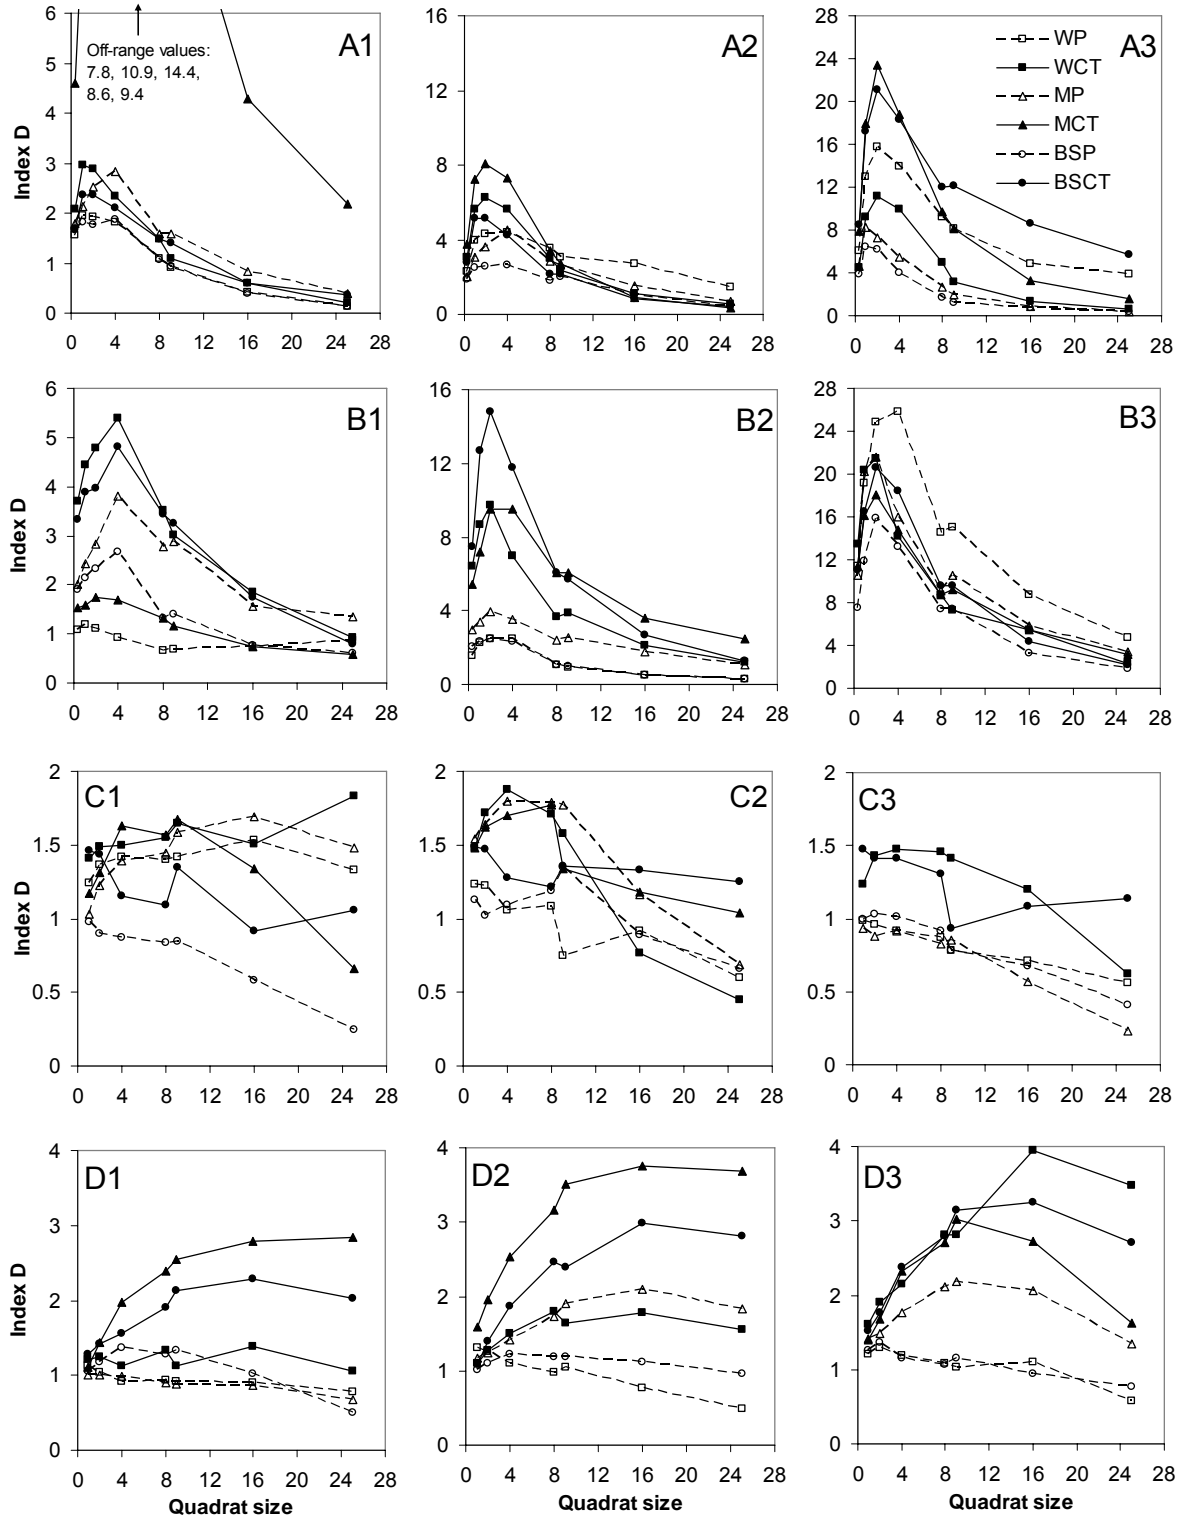 A1
Off-range values:
7.8, 10.9, 14.4,
8.6, 9.4
Index D
6
5
4
3
2
1
0
0 4 8 12 16 20 24 28
A2
16
12
8
4
0
0 4 8 12 16 20 24 28
A3
WP
WCT
MP
MCT
BSP
BSCT
28
24
20
16
12
8
4
0
0 4 8 12 16 20 24 28
B1
Index D
6
5
4
3
2
1
0
0 4 8 12 16 20 24 28
B2
16
12
8
4
0
0 4 8 12 16 20 24 28
B3
28
24
20
16
12
8
4
0
0 4 8 12 16 20 24 28
C1
Index D
2
1.5
1
0.5
0
0 4 8 12 16 20 24 28
C2
2
1.5
1
0.5
0
0 4 8 12 16 20 24 28
C3
2
1.5
1
0.5
0
0 4 8 12 16 20 24 28
D1
Index D
4
3
2
1
0
0 4 8 12 16 20 24 28
Quadrat size
D2
4
3
2
1
0
0 4 8 12 16 20 24 28
Quadrat size
D3
4
3
2
1
0
0 4 8 12 16 20 24 28
Quadrat size